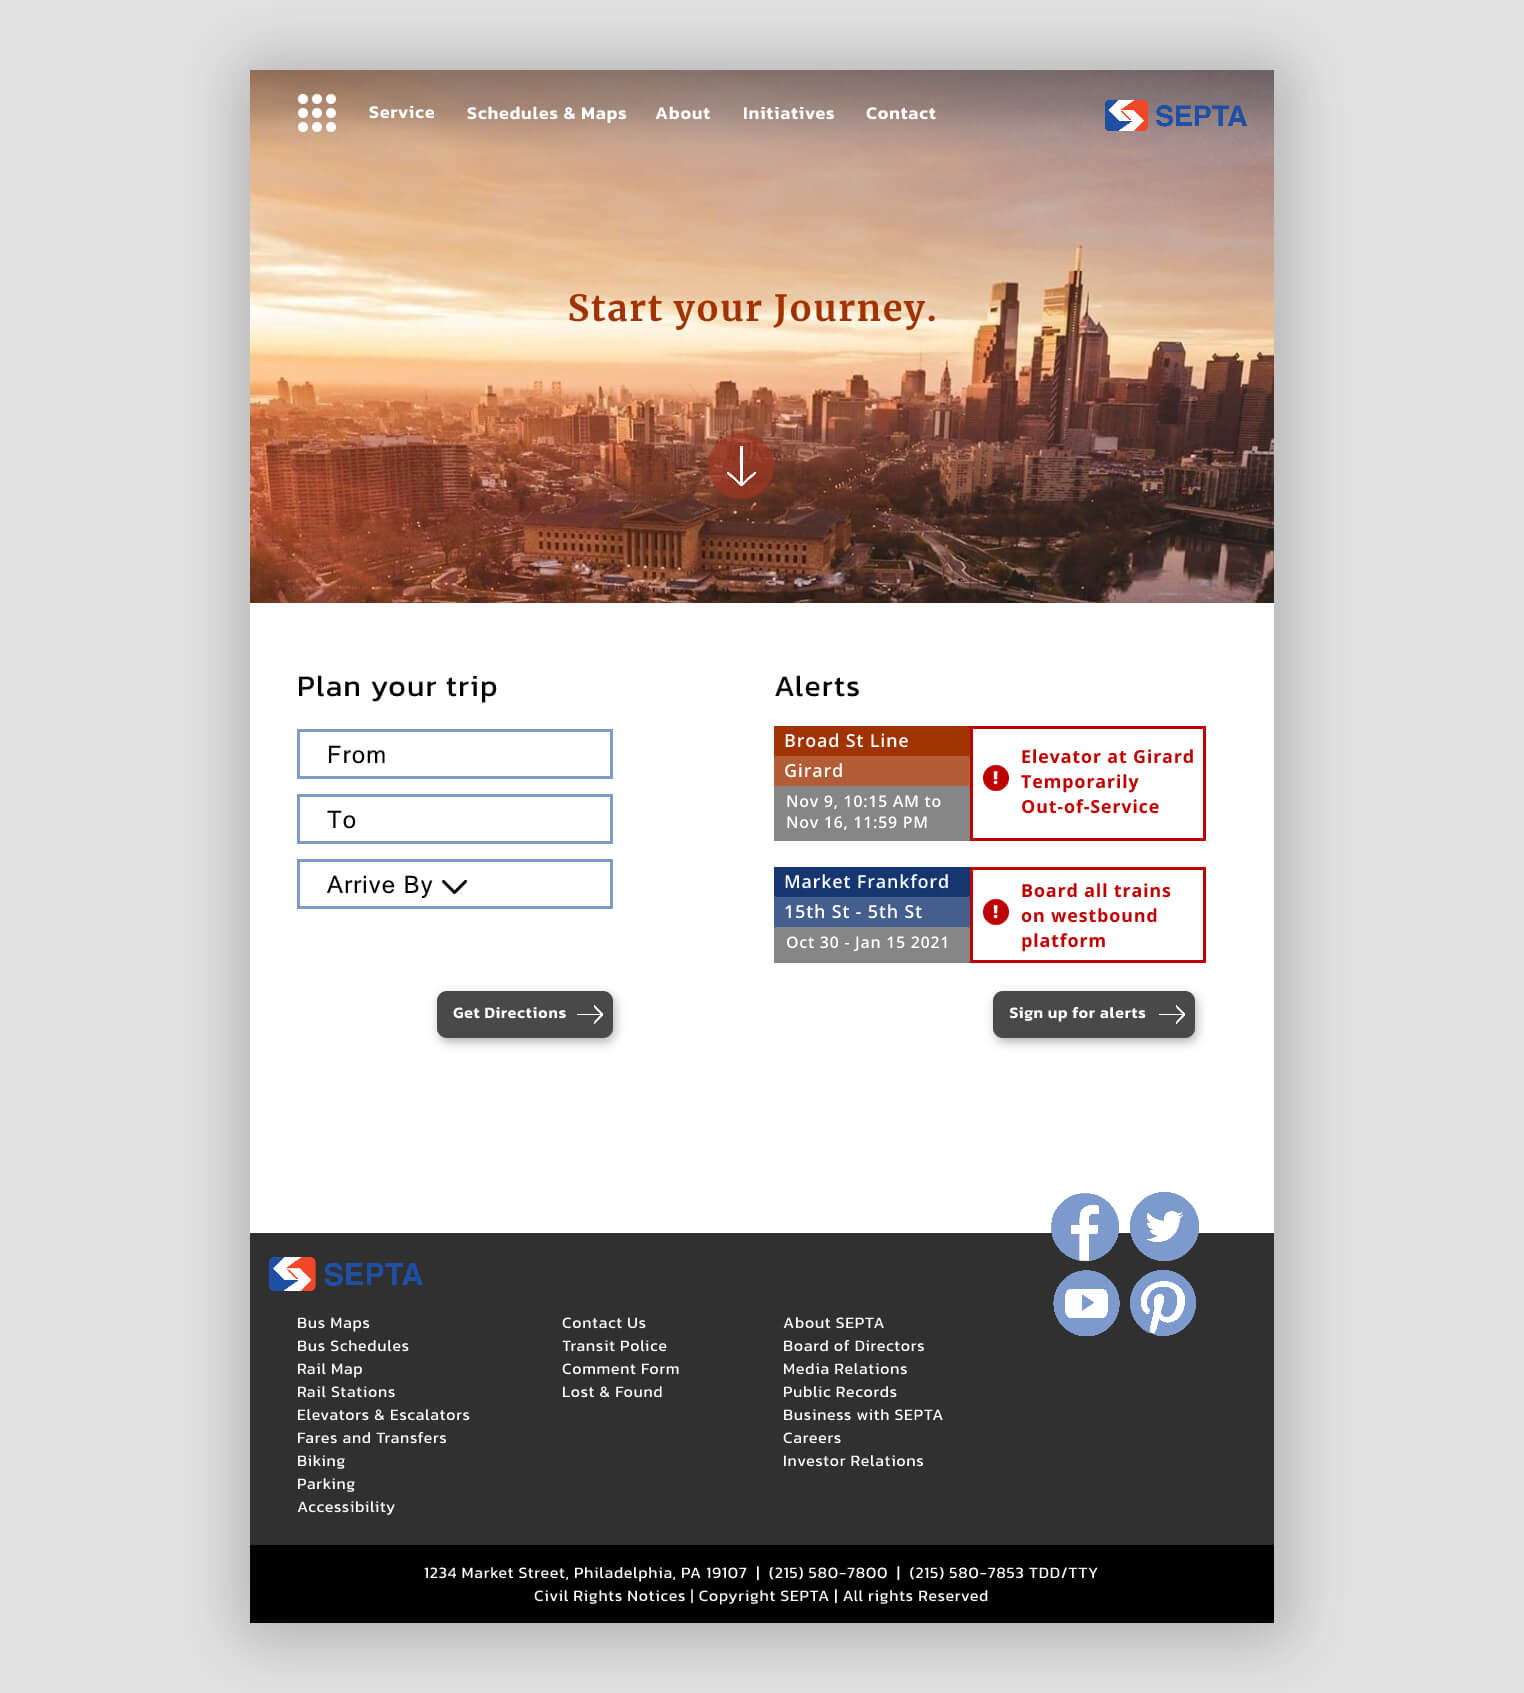 Service
Schedules & Maps
About
Initiatives
Contact
SEPTA
Start your Journey.
Plan your trip
From
To
Arrive By
Get Directions
Alerts
Broad St Line
Girard
Nov 9, 10:15 AM to
Nov 16, 11:59 PM
Elevator at Girard
Temporarily
Out-of-Service
Market Frankford
15th St - 5th St
Oct 30 - Jan 15 2021
Board all trains
on westbound
platform
Sign up for alerts
SEPTA
Bus Maps
Bus Schedules
Rail Map
Rail Stations
Elevators & Escalators
Fares and Transfers
Biking
Parking
Accessibility
Contact Us
Transit Police
Comment Form
Lost & Found
About SEPTA
Board of Directors
Media Relations
Public Records
Business with SEPTA
Careers
Investor Relations
1234 Market Street, Philadelphia, PA 19107 | (215) 580-7800 | (215) 580-7853 TDD/TTY
Civil Rights Notices | Copyright SEPTA | All rights Reserved